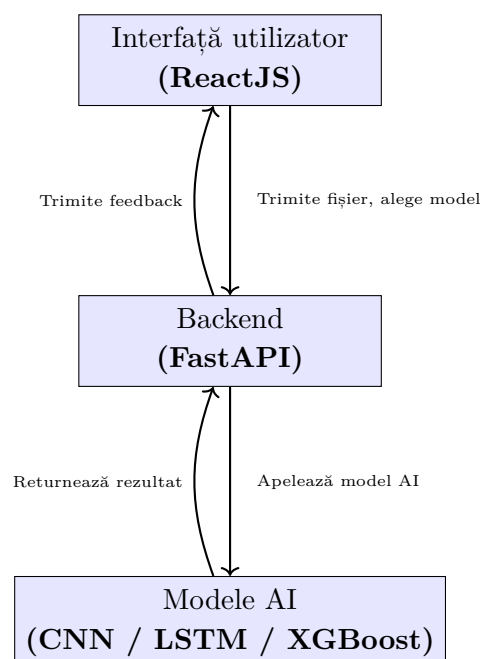 Interfață utilizator
(ReactJS)
Trimite feedback
Trimite fișier, alege model
Backend
(FastAPI)
Returnează rezultat
Apelează model AI
Modele AI
(CNN / LSTM / XGBoost)